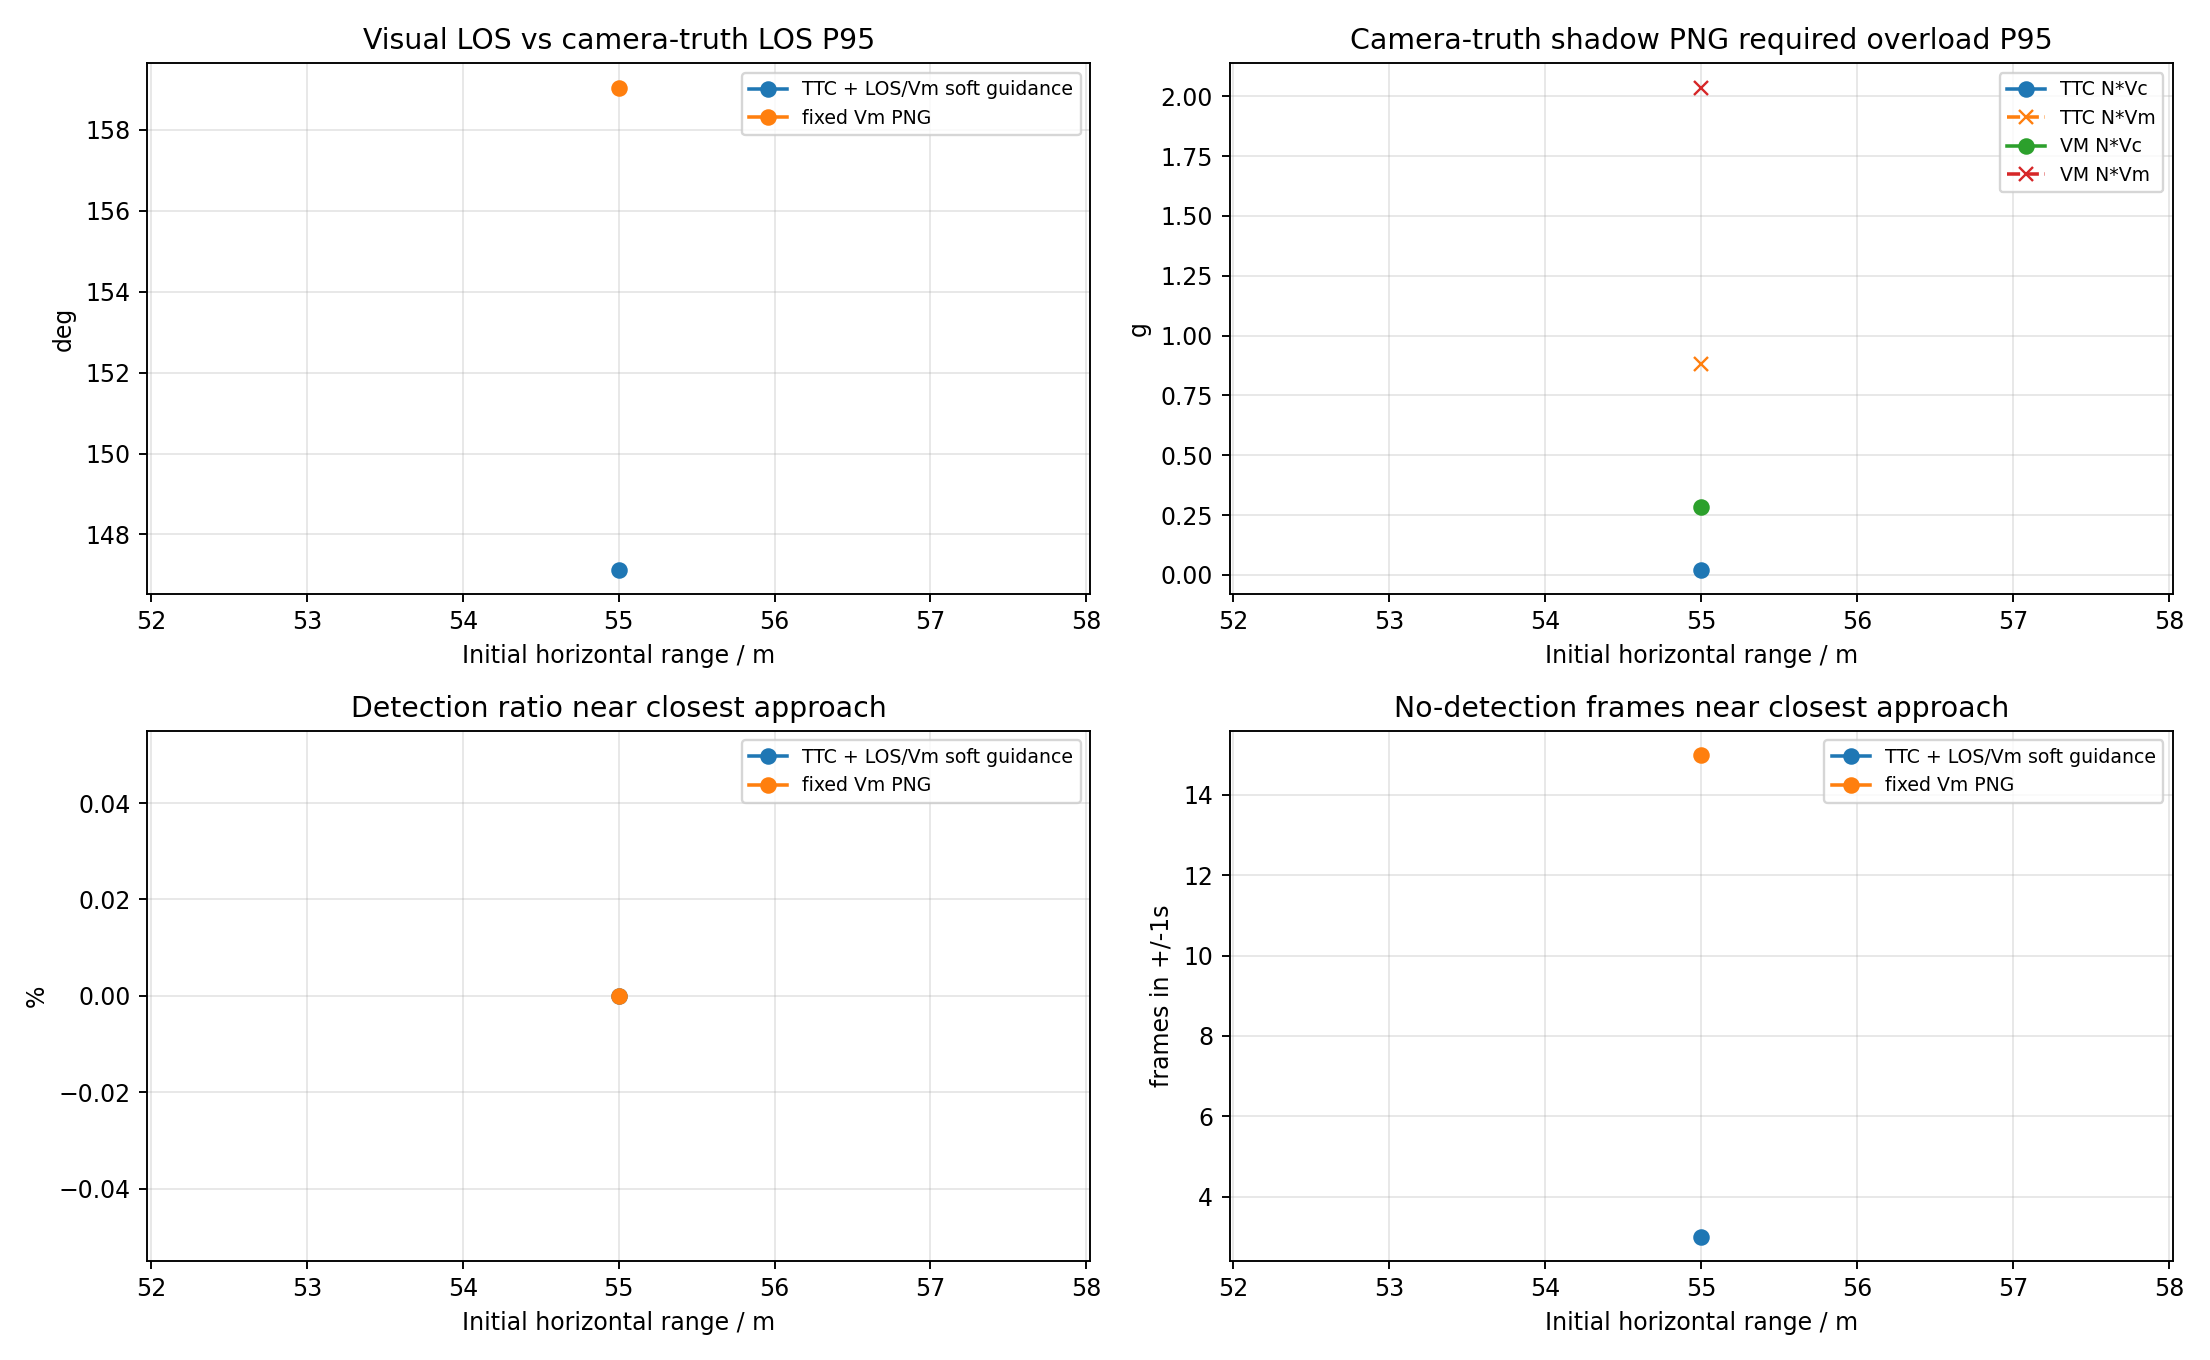 Visual LOS vs camera-truth LOS P95
TTC + LOS/Vm soft guidance
fixed Vm PNG
deg
158
156
154
152
150
148
52 53 54 55 56 57 58
Initial horizontal range / m
Camera-truth shadow PNG required overload P95
TTC N*Vc
TTC N*Vm
VM N*Vc
VM N*Vm
g
2.00
1.75
1.50
1.25
1.00
0.75
0.50
0.25
0.00
52 53 54 55 56 57 58
Initial horizontal range / m
Detection ratio near closest approach
TTC + LOS/Vm soft guidance
fixed Vm PNG
%
0.04
0.02
0.00
−0.02
−0.04
52 53 54 55 56 57 58
Initial horizontal range / m
No-detection frames near closest approach
TTC + LOS/Vm soft guidance
fixed Vm PNG
frames in +/-1s
14
12
10
8
6
4
52 53 54 55 56 57 58
Initial horizontal range / m